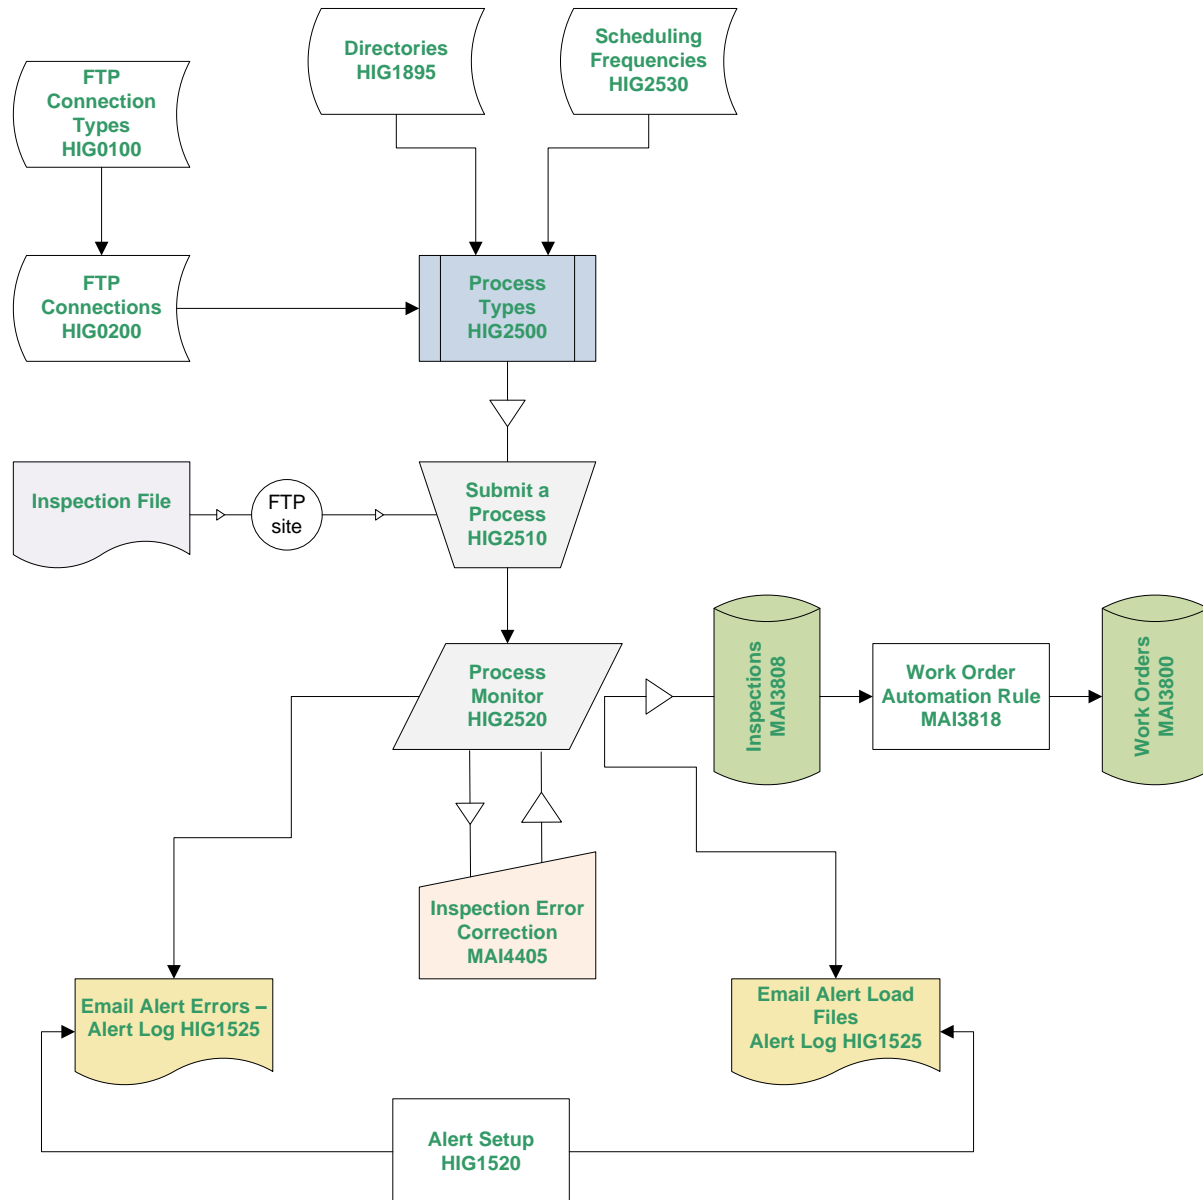 Directories
HIG1895
Scheduling
Frequencies
HIG2530
FTP
Connection
Types
HIG0100
FTP
Connections
HIG0200
Process
Types
HIG2500
Inspection File
FTP
site
Submit a
Process
HIG2510
Process
Monitor
HIG2520
Inspections
MAI3808
Work Order
Automation Rule
MAI3818
Work Orders
MAI3800
Inspection Error
Correction
MAI4405
Email Alert Errors –
Alert Log HIG1525
Email Alert Load
Files
Alert Log HIG1525
Alert Setup
HIG1520